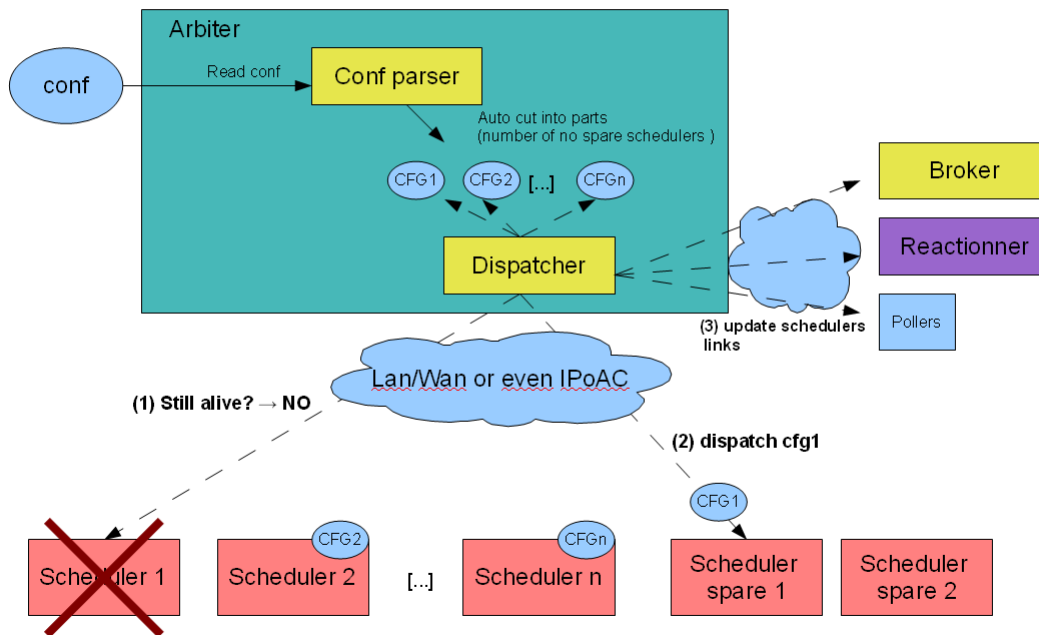 Arbiter
conf
Read conf
Conf parser
Auto cut into parts
(number of no spare schedulers )
CFG1
CFG2
[...]
CFGn
Broker
Reactionner
Dispatcher
Pollers
(3) update schedulers
links
Lan/Wan or even IPoAC
(1) Still alive? → NO
(2) dispatch cfg1
CFG1
CFG2
CFGn
Scheduler 1
Scheduler 2
[...]
Scheduler n
Scheduler
spare 1
Scheduler
spare 2